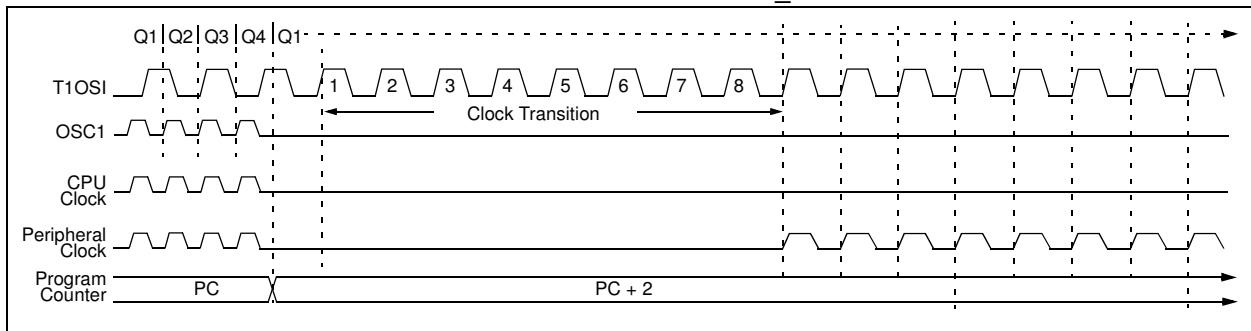 Q1 Q2 Q3 Q4 Q1
T1OSI
1 2 3 4 5 6 7 8
Clock Transition
OSC1
CPU
Clock
Peripheral
Clock
Program
Counter
PC
PC + 2